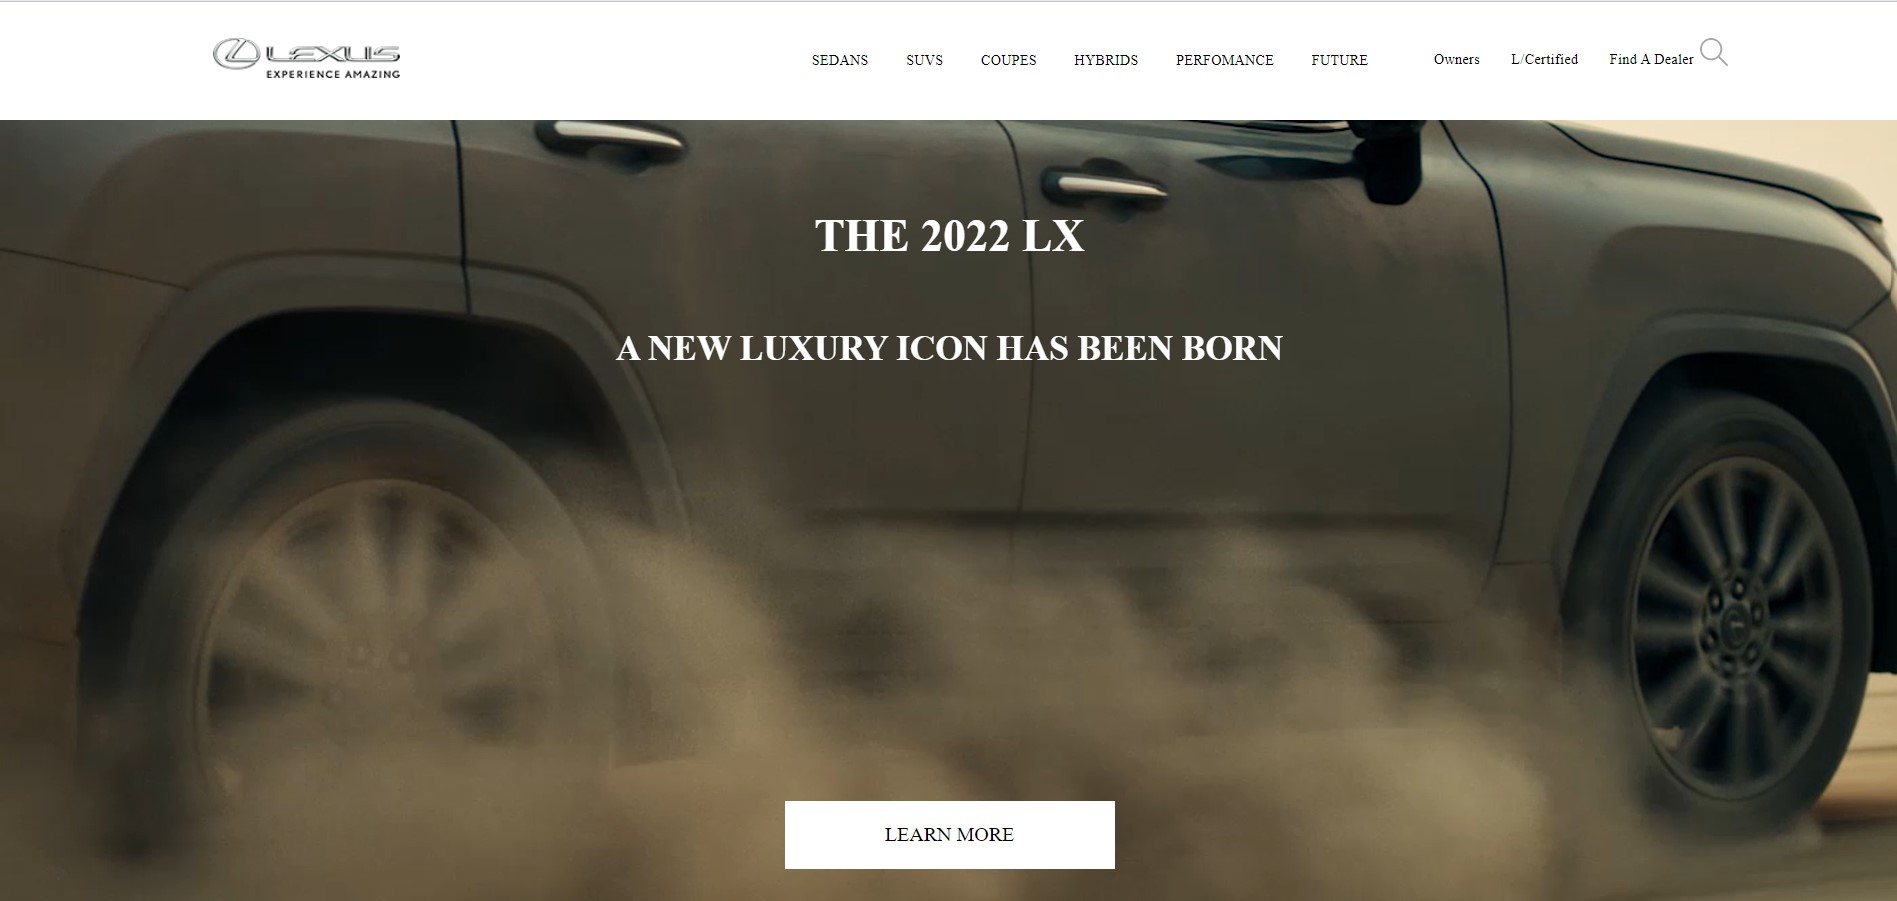 LEXUS
EXPERIENCE AMAZING
SEDANS SUVS COUPES HYBRIDS PERFOMANCE FUTURE Owners L/Certified Find A Dealer
THE 2022 LX
A NEW LUXURY ICON HAS BEEN BORN
LEARN MORE